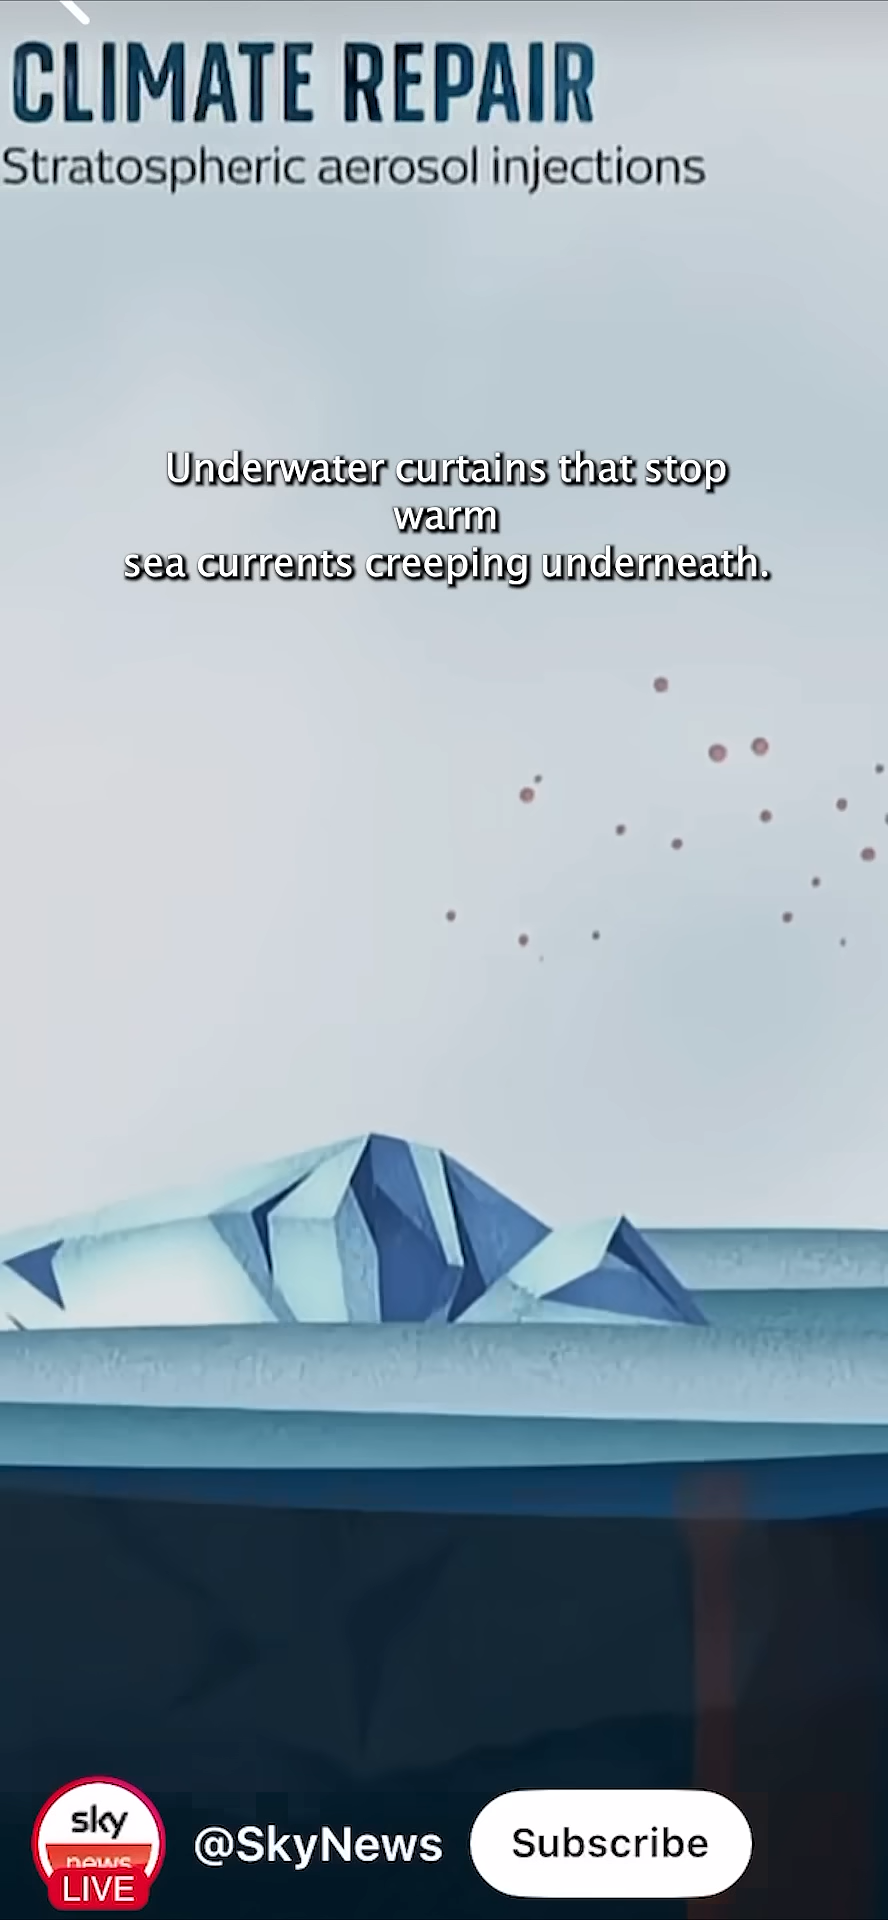 CLIMATE REPAIR
Stratospheric aerosol injections
Underwater curtains that stop
warm
sea currents creeping underneath.
sky
news
LIVE
@SkyNews
Subscribe